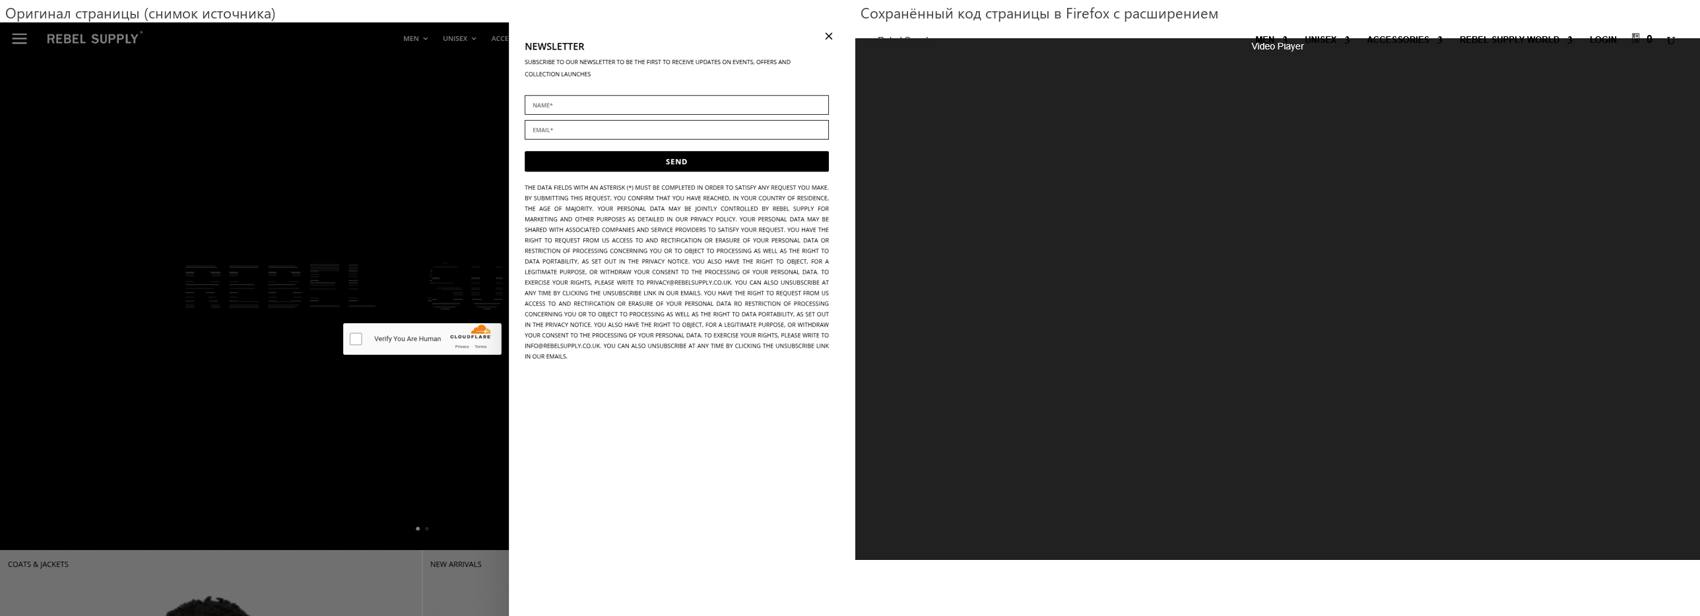 Оригинал страницы (снимок источника)
Сохранённый код страницы в Firefox с расширением
REBEL SUPPLY®
MEN
UNISEX
ACCE
NEWSLETTER
SUBSCRIBE TO OUR NEWSLETTER TO BE THE FIRST TO RECEIVE UPDATES ON EVENTS, OFFERS AND
COLLECTION LAUNCHES
NAME*
EMAIL*
SEND
THE DATA FIELDS WITH AN ASTERISK (*) MUST BE COMPLETED IN ORDER TO SATISFY ANY REQUEST YOU MAKE.
BY SUBMITTING THIS REQUEST, YOU CONFIRM THAT YOU HAVE REACHED, IN YOUR COUNTRY OF RESIDENCE,
THE AGE OF MAJORITY. YOUR PERSONAL DATA MAY BE JOINTLY CONTROLLED BY REBEL SUPPLY FOR
MARKETING AND OTHER PURPOSES AS DETAILED IN OUR PRIVACY POLICY. YOUR PERSONAL DATA MAY BE
SHARED WITH ASSOCIATED COMPANIES AND SERVICE PROVIDERS TO SATISFY YOUR REQUEST. YOU HAVE THE
RIGHT TO REQUEST FROM US ACCESS TO AND RECTIFICATION OR ERASURE OF YOUR PERSONAL DATA OR
RESTRICTION OF PROCESSING CONCERNING YOU OR TO OBJECT TO PROCESSING AS WELL AS THE RIGHT TO
DATA PORTABILITY, AS SET OUT IN THE PRIVACY NOTICE. YOU ALSO HAVE THE RIGHT TO OBJECT, FOR A
LEGITIMATE PURPOSE, OR WITHDRAW YOUR CONSENT TO THE PROCESSING OF YOUR PERSONAL DATA. TO
EXERCISE YOUR RIGHTS, PLEASE WRITE TO PRIVACY@REBELSUPPLY.CO.UK. YOU CAN ALSO UNSUBSCRIBE AT
ANY TIME BY CLICKING THE UNSUBSCRIBE LINK IN OUR EMAILS. YOU HAVE THE RIGHT TO REQUEST FROM US
ACCESS TO AND RECTIFICATION OR ERASURE OF YOUR PERSONAL DATA RO RESTRICTION OF PROCESSING
CONCERNING YOU OR TO OBJECT TO PROCESSING AS WELL AS THE RIGHT TO DATA PORTABILITY, AS SET OUT
IN THE PRIVACY NOTICE. YOU ALSO HAVE THE RIGHT TO OBJECT, FOR A LEGITIMATE PURPOSE, OR WITHDRAW
YOUR CONSENT TO THE PROCESSING OF YOUR PERSONAL DATA. TO EXERCISE YOUR RIGHTS, PLEASE WRITE TO
INFO@REBELSUPPLY.CO.UK. YOU CAN ALSO UNSUBSCRIBE AT ANY TIME BY CLICKING THE UNSUBSCRIBE LINK
IN OUR EMAILS.
REBEL SU
Verify You Are Human
CLOUDFLARE
Privacy - Terms
COATS & JACKETS
NEW ARRIVALS
MEN 3 UNISEX 3 ACCESSORIES 3 REBEL SUPPLY WORLD 3 LOGIN 0
Video Player